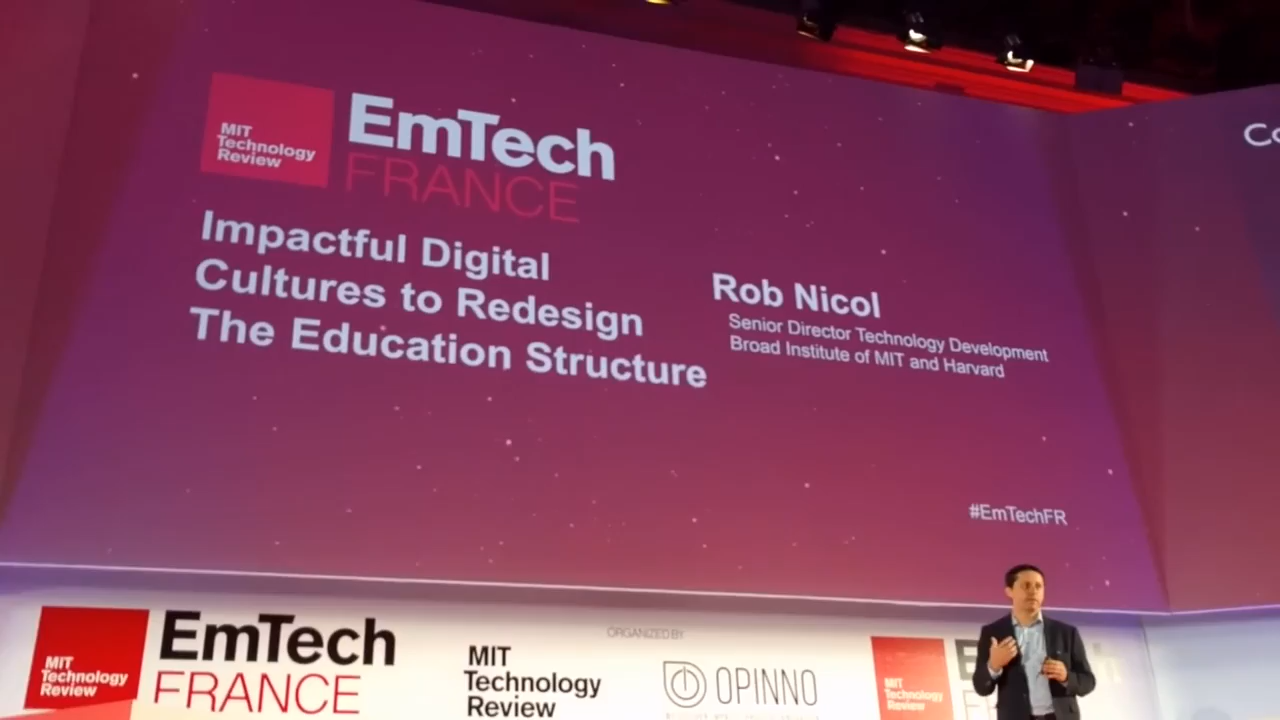 MIT
Technology
Review
EmTech
FRANCE
Impactful Digital
Cultures to Redesign
The Education Structure
Rob Nicol
Senior Director Technology Development
Broad Institute of MIT and Harvard
#EmTechFR
MIT
Technology
Review
EmTech
FRANCE
MIT
Technology
Review
ORGANIZED BY
OPINNO
MIT
Technology
Review